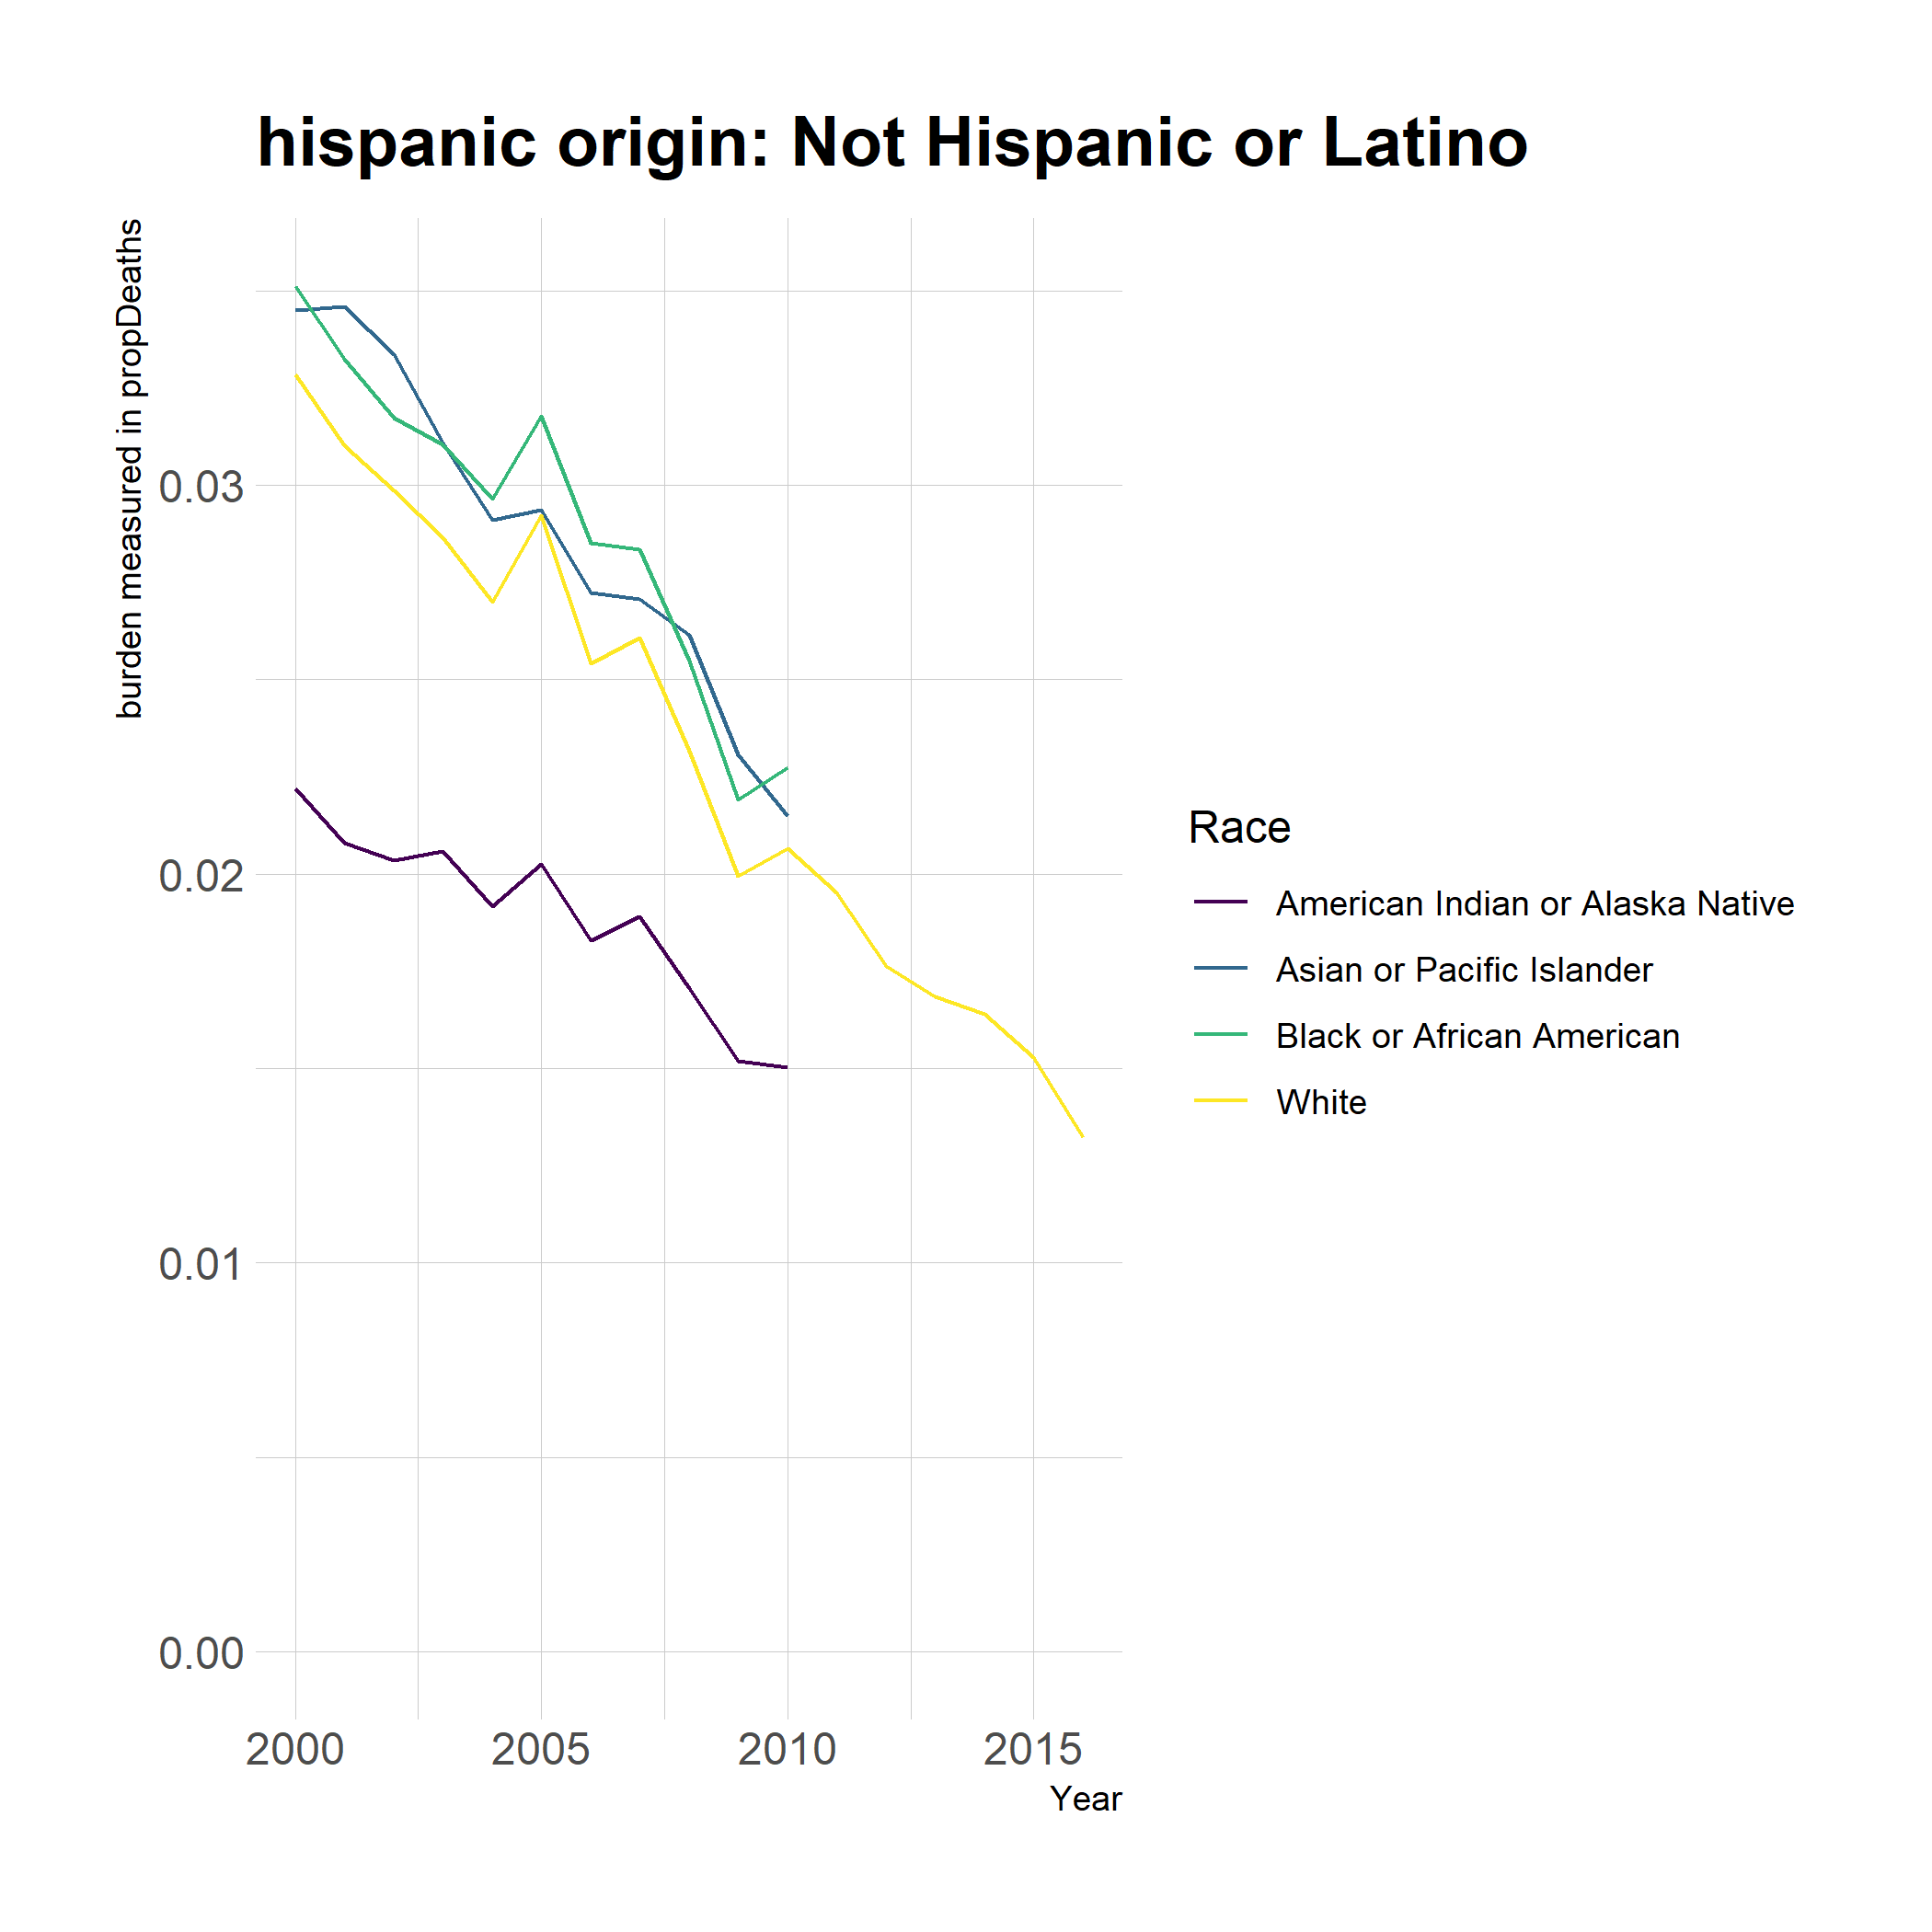 hispanic origin: Not Hispanic or Latino
burden measured in propDeaths
0.03
0.02
0.01
0.00
2000 2005 2010 2015
Year
Race
American Indian or Alaska Native
Asian or Pacific Islander
Black or African American
White